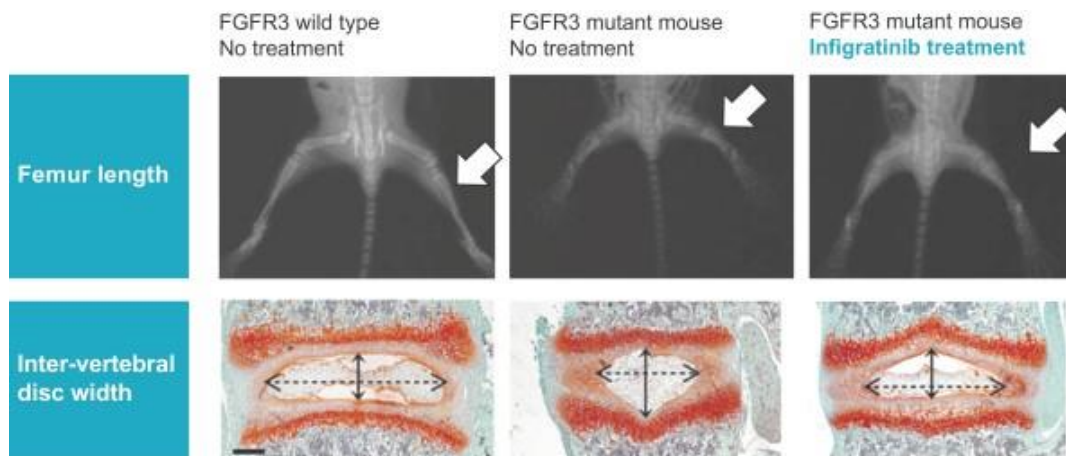 FGFR3 wild type
No treatment
FGFR3 mutant mouse
No treatment
FGFR3 mutant mouse
Infigratinib treatment
Femur length
Inter-vertebral
disc width